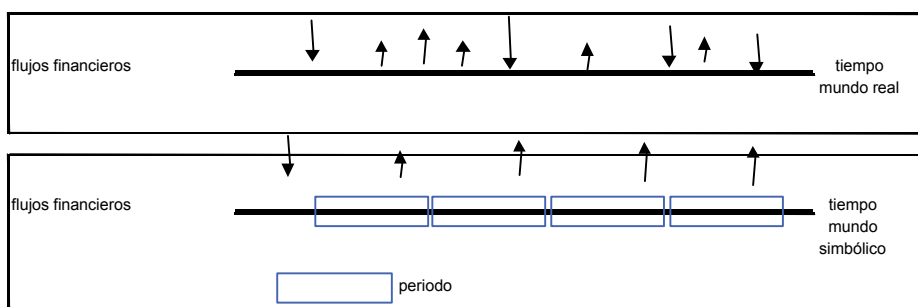 flujos financieros
tiempo
mundo real
flujos financieros
tiempo
mundo
simbólico
periodo